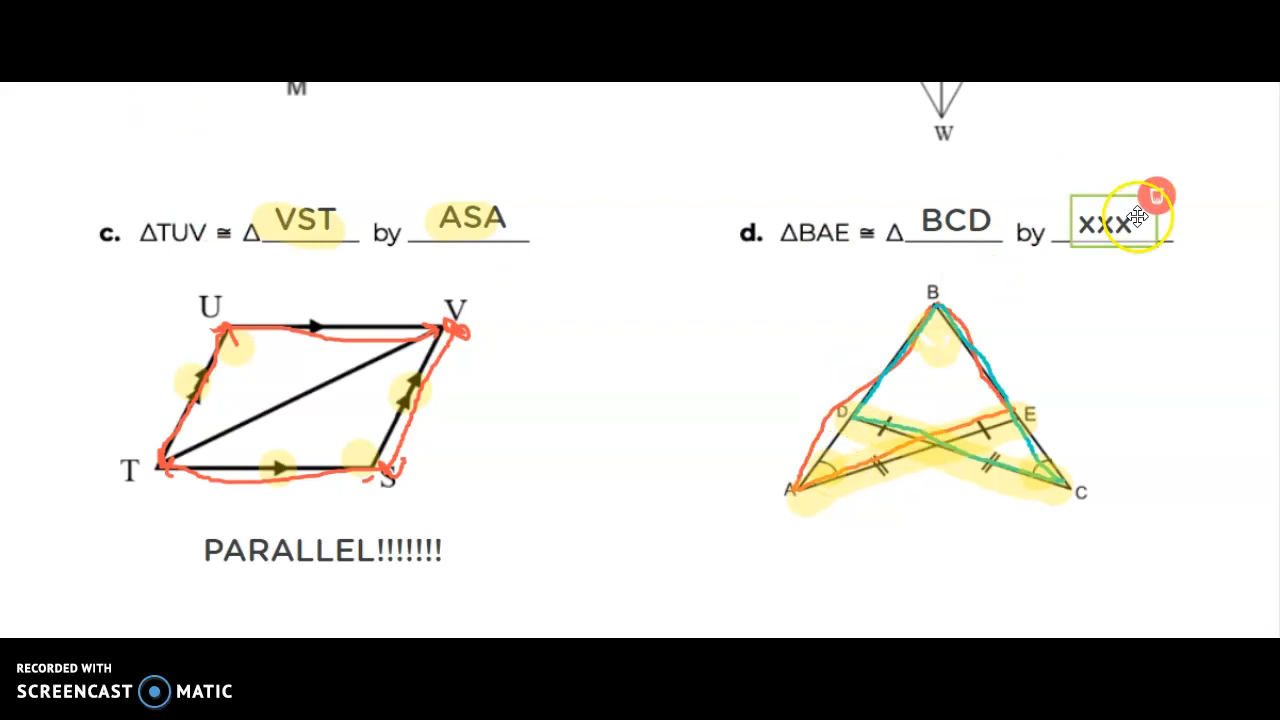 M
W
c. ΔTUV ≅ Δ VST by ASA
d. ΔBAE ≅ Δ BCD by xxx
U V
T S
B
D E
A C
PARALLEL!!!!!!!
RECORDED WITH
SCREENCAST MATIC